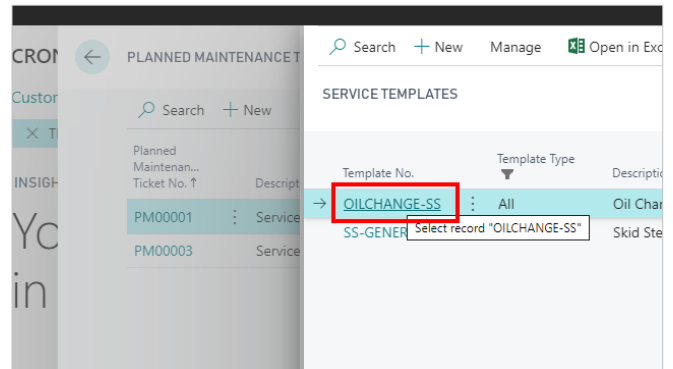 CRON
Custor
INSIGH
Yo
in
PLANNED MAINTENANCE T
Search + New
Planned
Maintenan...
Ticket No. ↑ Descript
PM00001 Service
PM00003 Service
Search + New Manage Open in Exc
SERVICE TEMPLATES
Template No. Template Type Descriptio
OILCHANGE-SS All Oil Char
SS-GENER Skid Ste
Select record "OILCHANGE-SS"